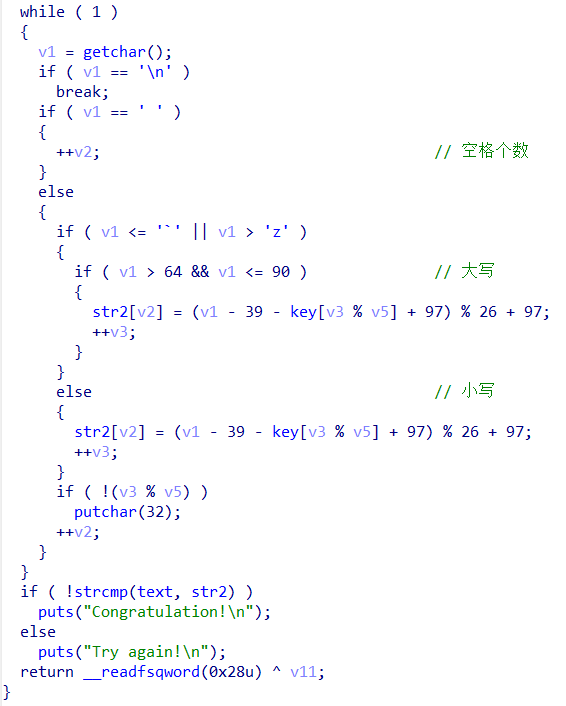 while ( 1 )
{
v1 = getchar();
if ( v1 == '\n' )
break;
if ( v1 == ' ' )
{
++v2; // 空格个数
}
else
{
if ( v1 <= '`' || v1 > 'z' )
{
if ( v1 > 64 && v1 <= 90 ) // 大写
{
str2[v2] = (v1 - 39 - key[v3 % v5] + 97) % 26 + 97;
++v3;
}
}
else // 小写
{
str2[v2] = (v1 - 39 - key[v3 % v5] + 97) % 26 + 97;
++v3;
}
if ( !(v3 % v5) )
putchar(32);
++v2;
}
}
if ( !strcmp(text, str2) )
puts("Congratulation!\n");
else
puts("Try again!\n");
return __readfsqword(0x28u) ^ v11;
}